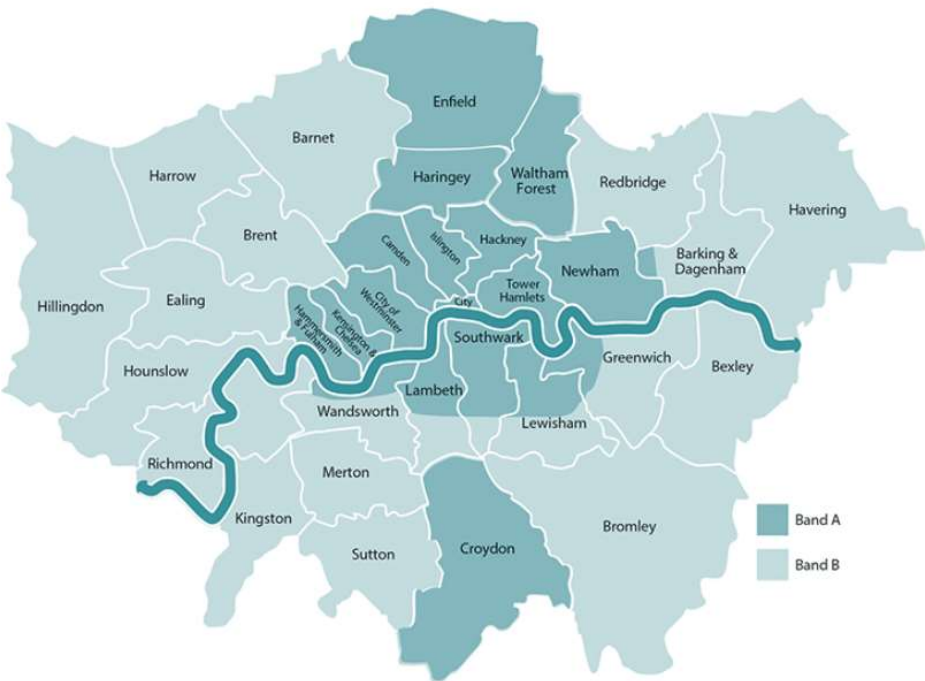 Enfield
Barnet
Harrow
Haringey
Waltham
Forest
Redbridge
Havering
Brent
Camden
Islington
Hackney
Barking &
Dagenham
Newham
Hillingdon
Ealing
City of
Westminster
Tower
Hamlets
City
Kensington &
Chelsea
Hammersmith
& Fulham
Southwark
Greenwich
Hounslow
Bexley
Lambeth
Wandsworth
Lewisham
Richmond
Merton
Kingston
Bromley
Sutton
Croydon
Band A
Band B